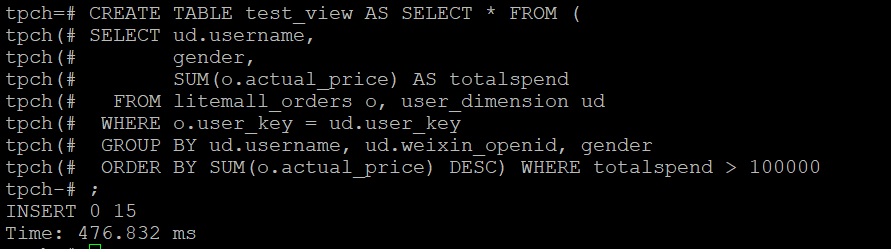 tpch=# CREATE TABLE test_view AS SELECT * FROM (
tpch(# SELECT ud.username,
tpch(#        gender,
tpch(#        SUM(o.actual_price) AS totalspend
tpch(#   FROM litemall_orders o, user_dimension ud
tpch(#  WHERE o.user_key = ud.user_key
tpch(#  GROUP BY ud.username, ud.weixin_openid, gender
tpch(#  ORDER BY SUM(o.actual_price) DESC) WHERE totalspend > 100000
tpch-# ;
INSERT 0 15
Time: 476.832 ms